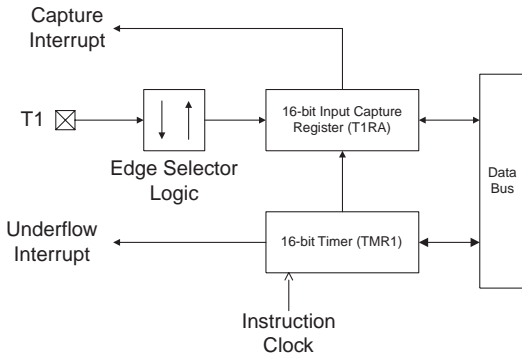 Capture
Interrupt
T1
16-bit Input Capture
Register (T1RA)
Edge Selector
Logic
Data
Bus
Underflow
Interrupt
16-bit Timer (TMR1)
Instruction
Clock